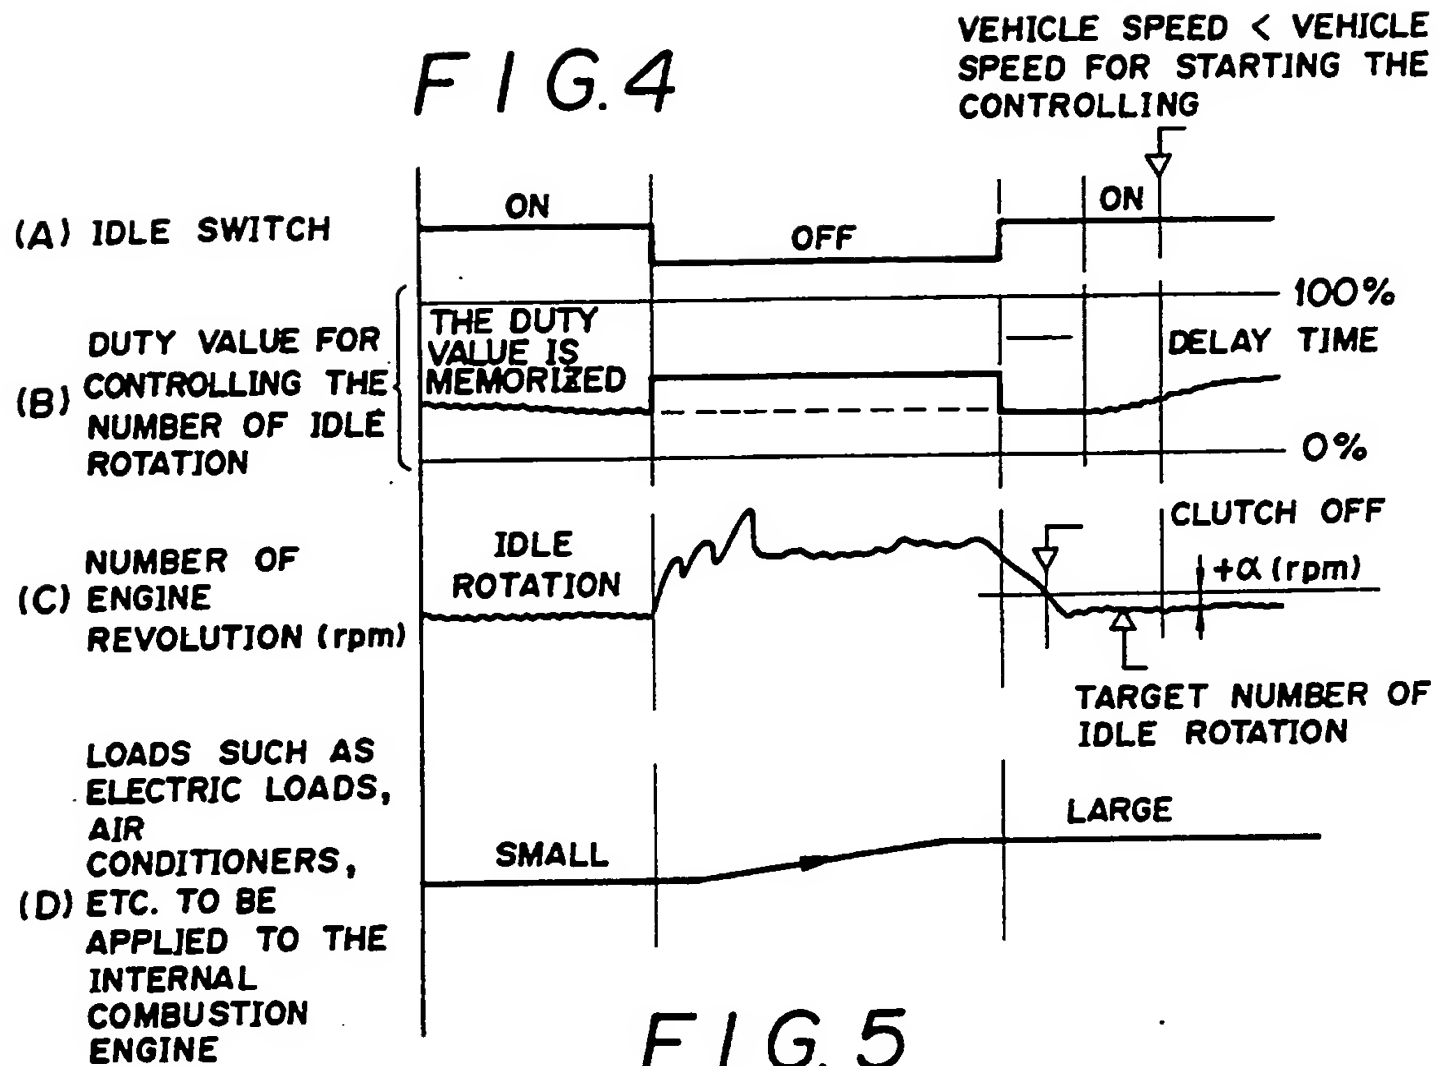 FIG.4
VEHICLE SPEED < VEHICLE
SPEED FOR STARTING THE
CONTROLLING
(A) IDLE SWITCH
ON
OFF
ON
100%
(B)
DUTY VALUE FOR
CONTROLLING THE
NUMBER OF IDLE
ROTATION
THE DUTY
VALUE IS
MEMORIZED
DELAY TIME
0%
(C)
NUMBER OF
ENGINE
REVOLUTION (rpm)
IDLE
ROTATION
CLUTCH OFF
+α (rpm)
TARGET NUMBER OF
IDLE ROTATION
(D)
LOADS SUCH AS
ELECTRIC LOADS,
AIR
CONDITIONERS,
ETC. TO BE
APPLIED TO THE
INTERNAL
COMBUSTION
ENGINE
SMALL
LARGE
FIG.5